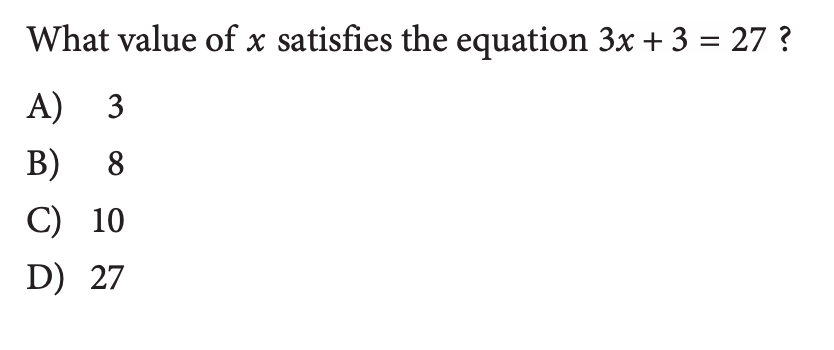 What value of x satisfies the equation 3x + 3 = 27 ?
A) 3
B) 8
C) 10
D) 27